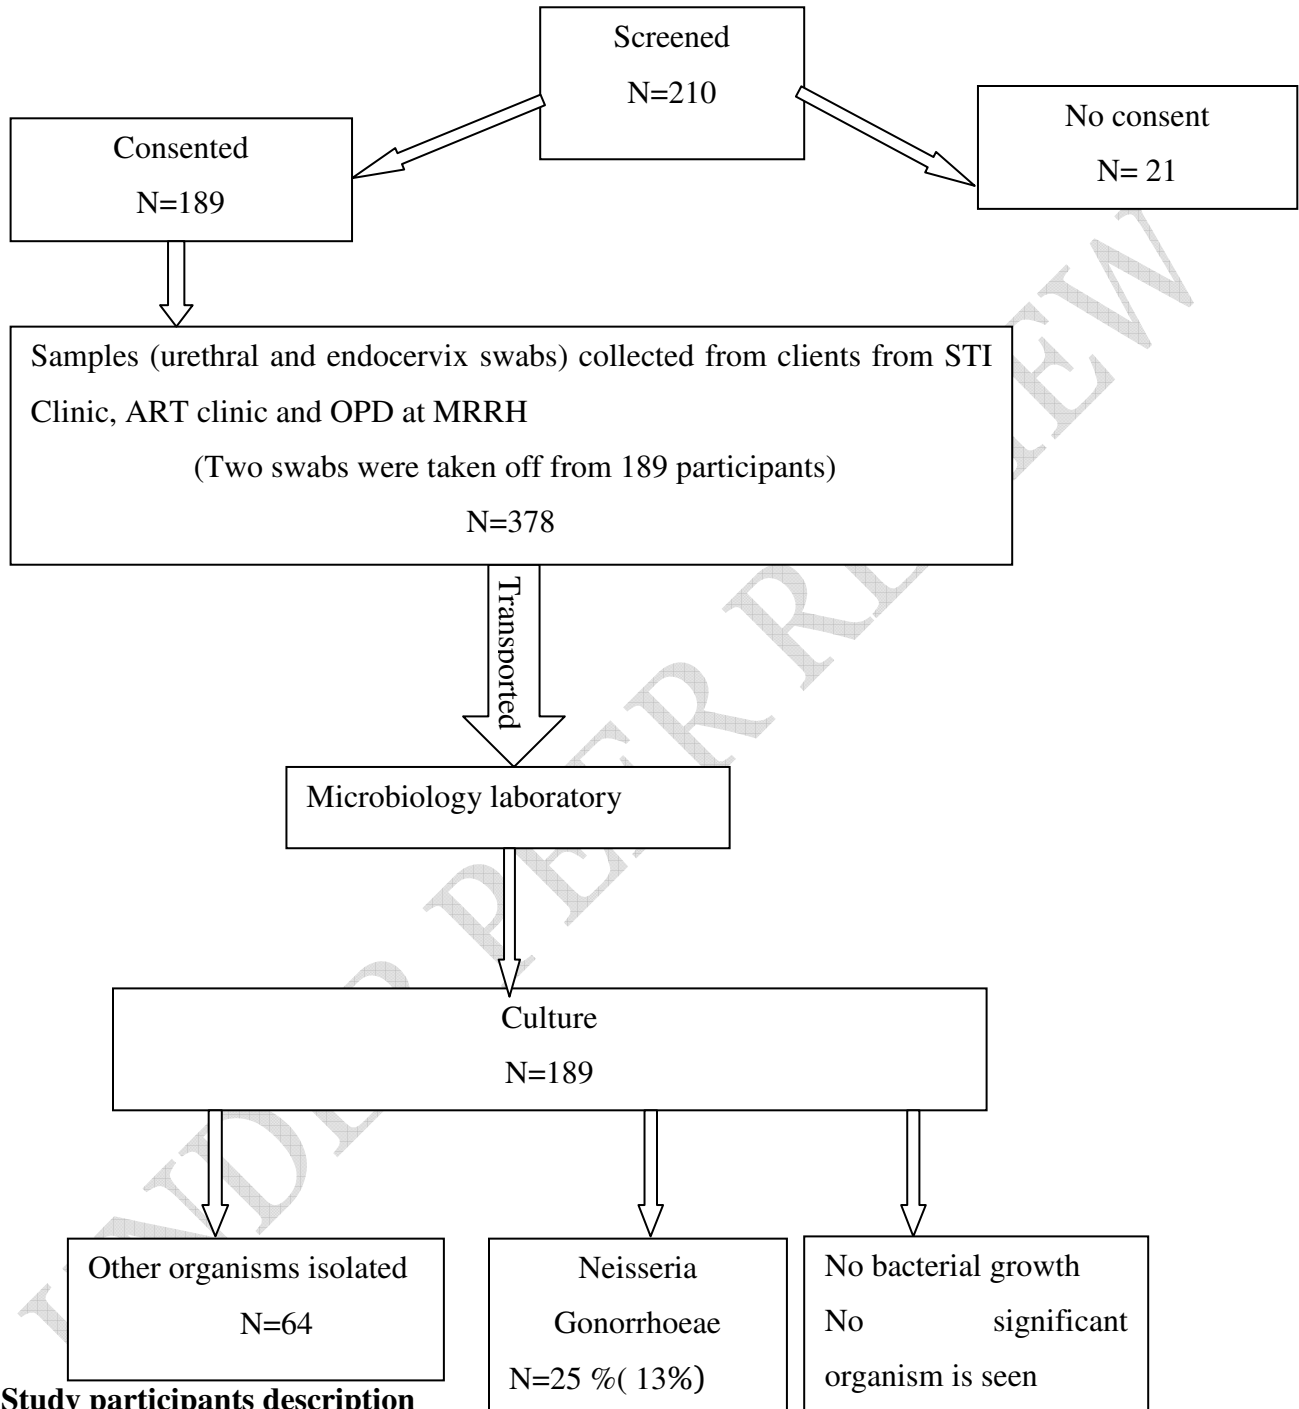 Screened
N=210
No consent
N= 21
Consented
N=189
Samples (urethral and endocervix swabs) collected from clients from STI
Clinic, ART clinic and OPD at MRRH
(Two swabs were taken off from 189 participants)
N=378
Transported
Microbiology laboratory
Culture
N=189
Other organisms isolated
N=64
Neisseria
Gonorrhoeae
N=25 %( 13%)
No bacterial growth
No significant
organism is seen
Study participants description
UNDER PEER REVIEW